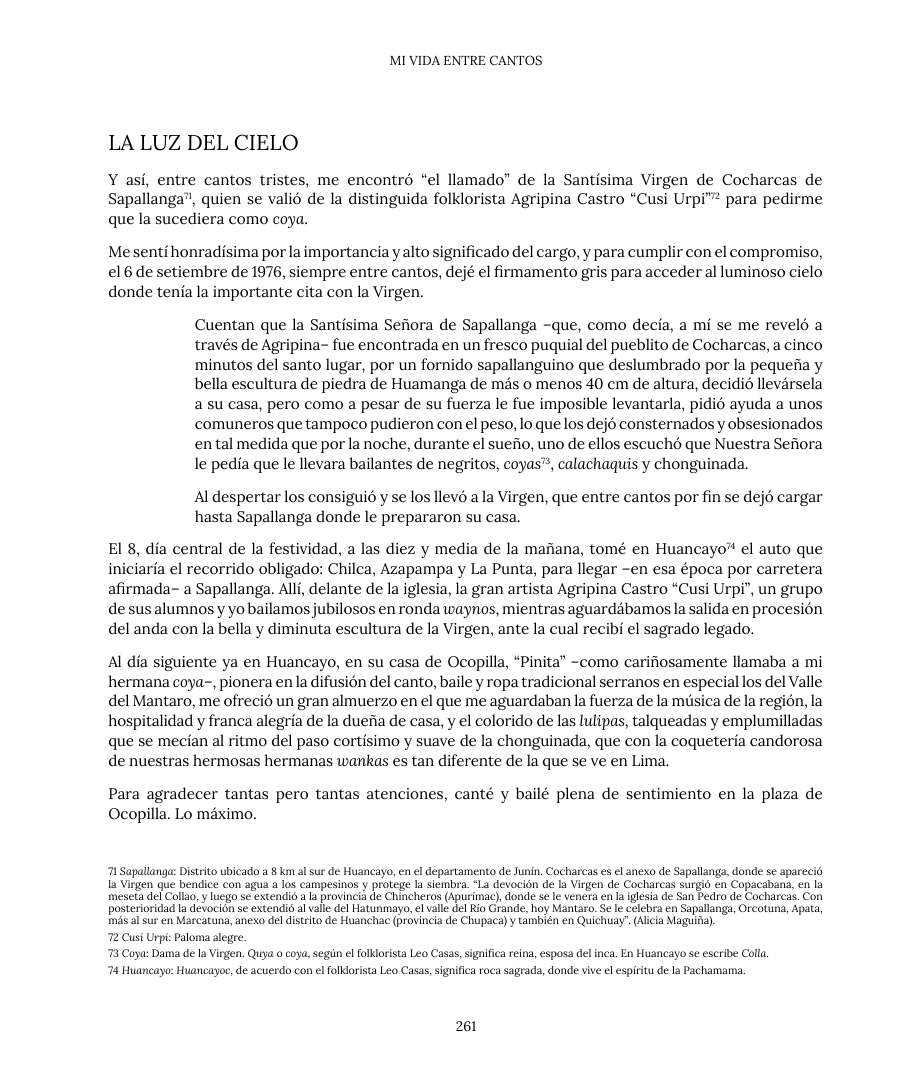 MI VIDA ENTRE CANTOS
LA LUZ DEL CIELO
Y así, entre cantos tristes, me encontró “el llamado” de la Santísima Virgen de Cocharcas de
Sapallanga71, quien se valió de la distinguida folklorista Agripina Castro “Cusi Urpi”72 para pedirme
que la sucediera como coya.
Me sentí honradísima por la importancia y alto significado del cargo, y para cumplir con el compromiso,
el 6 de setiembre de 1976, siempre entre cantos, dejé el firmamento gris para acceder al luminoso cielo
donde tenía la importante cita con la Virgen.
Cuentan que la Santísima Señora de Sapallanga –que, como decía, a mí se me reveló a
través de Agripina– fue encontrada en un fresco puquial del pueblito de Cocharcas, a cinco
minutos del santo lugar, por un fornido sapallanguino que deslumbrado por la pequeña y
bella escultura de piedra de Huamanga de más o menos 40 cm de altura, decidió llevársela
a su casa, pero como a pesar de su fuerza le fue imposible levantarla, pidió ayuda a unos
comuneros que tampoco pudieron con el peso, lo que los dejó consternados y obsesionados
en tal medida que por la noche, durante el sueño, uno de ellos escuchó que Nuestra Señora
le pedía que le llevara bailantes de negritos, coyas73, calachaquis y chonguinada.
Al despertar los consiguió y se los llevó a la Virgen, que entre cantos por fin se dejó cargar
hasta Sapallanga donde le prepararon su casa.
El 8, día central de la festividad, a las diez y media de la mañana, tomé en Huancayo74 el auto que
iniciaría el recorrido obligado: Chilca, Azapampa y La Punta, para llegar –en esa época por carretera
afirmada– a Sapallanga. Allí, delante de la iglesia, la gran artista Agripina Castro “Cusi Urpi”, un grupo
de sus alumnos y yo bailamos jubilosos en ronda waynos, mientras aguardábamos la salida en procesión
del anda con la bella y diminuta escultura de la Virgen, ante la cual recibí el sagrado legado.
Al día siguiente ya en Huancayo, en su casa de Ocopilla, “Pinita” –como cariñosamente llamaba a mi
hermana coya–, pionera en la difusión del canto, baile y ropa tradicional serranos en especial los del Valle
del Mantaro, me ofreció un gran almuerzo en el que me aguardaban la fuerza de la música de la región, la
hospitalidad y franca alegría de la dueña de casa, y el colorido de las lulipas, talqueadas y emplumilladas
que se mecían al ritmo del paso cortísimo y suave de la chonguinada, que con la coquetería candorosa
de nuestras hermosas hermanas wankas es tan diferente de la que se ve en Lima.
Para agradecer tantas pero tantas atenciones, canté y bailé plena de sentimiento en la plaza de
Ocopilla. Lo máximo.
71 Sapallanga: Distrito ubicado a 8 km al sur de Huancayo, en el departamento de Junín. Cocharcas es el anexo de Sapallanga, donde se apareció
la Virgen que bendice con agua a los campesinos y protege la siembra. “La devoción de la Virgen de Cocharcas surgió en Copacabana, en la
meseta del Collao, y luego se extendió a la provincia de Chincheros (Apurímac), donde se le venera en la iglesia de San Pedro de Cocharcas. Con
posterioridad la devoción se extendió al valle del Hatunmayo, el valle del Río Grande, hoy Mantaro. Se le celebra en Sapallanga, Orcotuna, Apata,
más al sur en Marcatuna, anexo del distrito de Huanchac (provincia de Chupaca) y también en Quichuay”. (Alicia Maguiña).
72 Cusi Urpi: Paloma alegre.
73 Coya: Dama de la Virgen. Quya o coya, según el folklorista Leo Casas, significa reina, esposa del inca. En Huancayo se escribe Colla.
74 Huancayo: Huancayoc, de acuerdo con el folklorista Leo Casas, significa roca sagrada, donde vive el espíritu de la Pachamama.
261